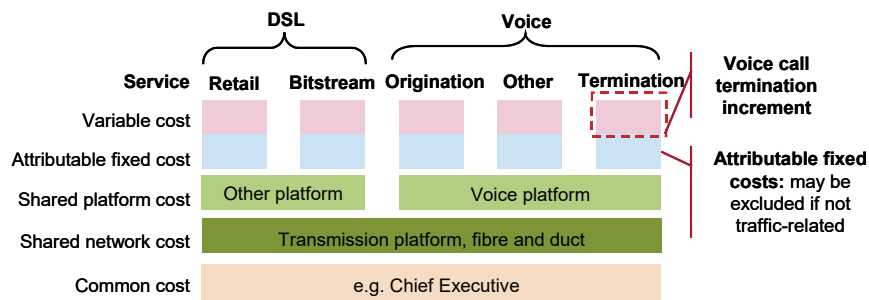 DSL
Voice
Service
Retail
Bitstream
Origination
Other
Termination
Voice call
termination
increment
Variable cost
Attributable fixed cost
Attributable fixed
costs: may be
excluded if not
traffic-related
Shared platform cost
Other platform
Voice platform
Shared network cost
Transmission platform, fibre and duct
Common cost
e.g. Chief Executive